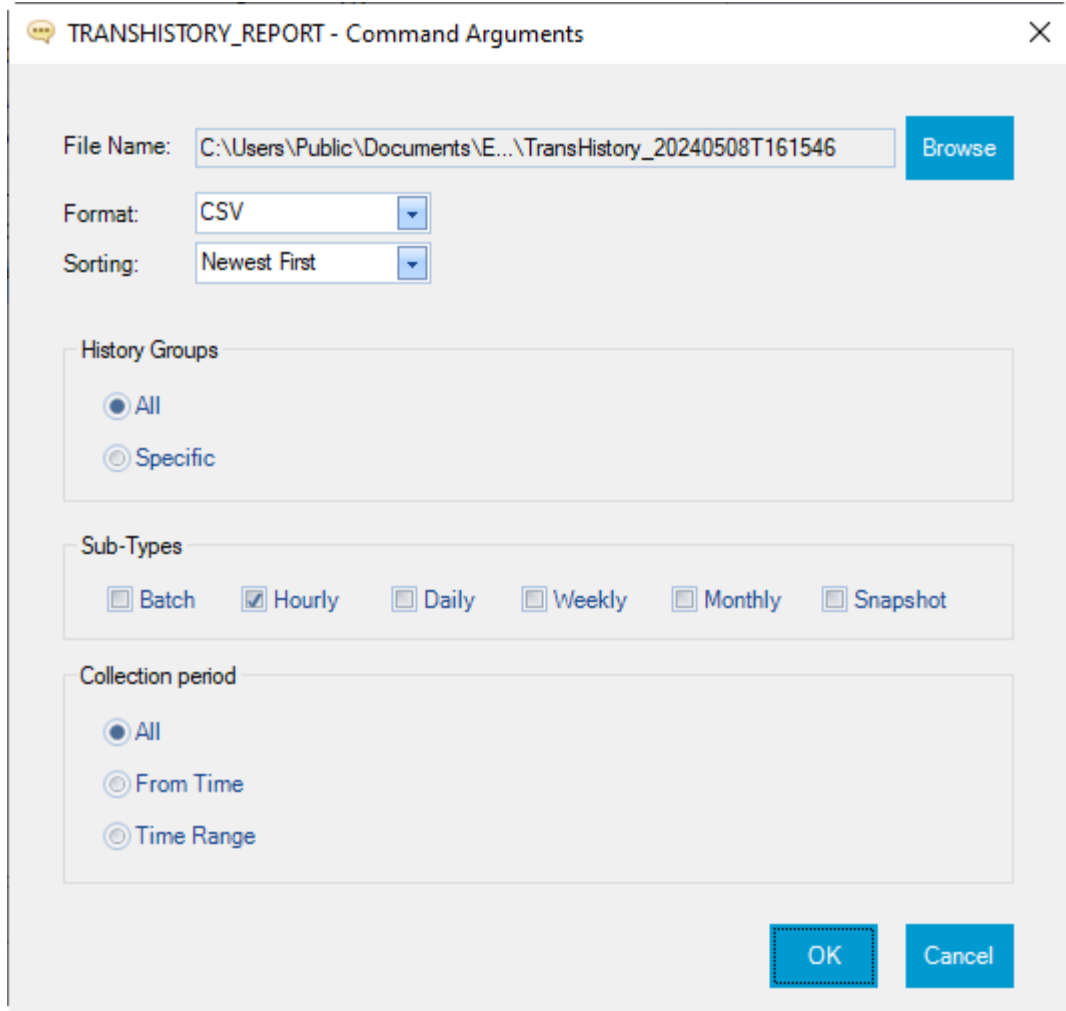 TRANSHISTORY_REPORT - Command Arguments
File Name: C:\Users\Public\Documents\E...\TransHistory_20240508T161546 Browse
Format: CSV
Sorting: Newest First
History Groups
All
Specific
Sub-Types
Batch Hourly Daily Weekly Monthly Snapshot
Collection period
All
From Time
Time Range
OK Cancel